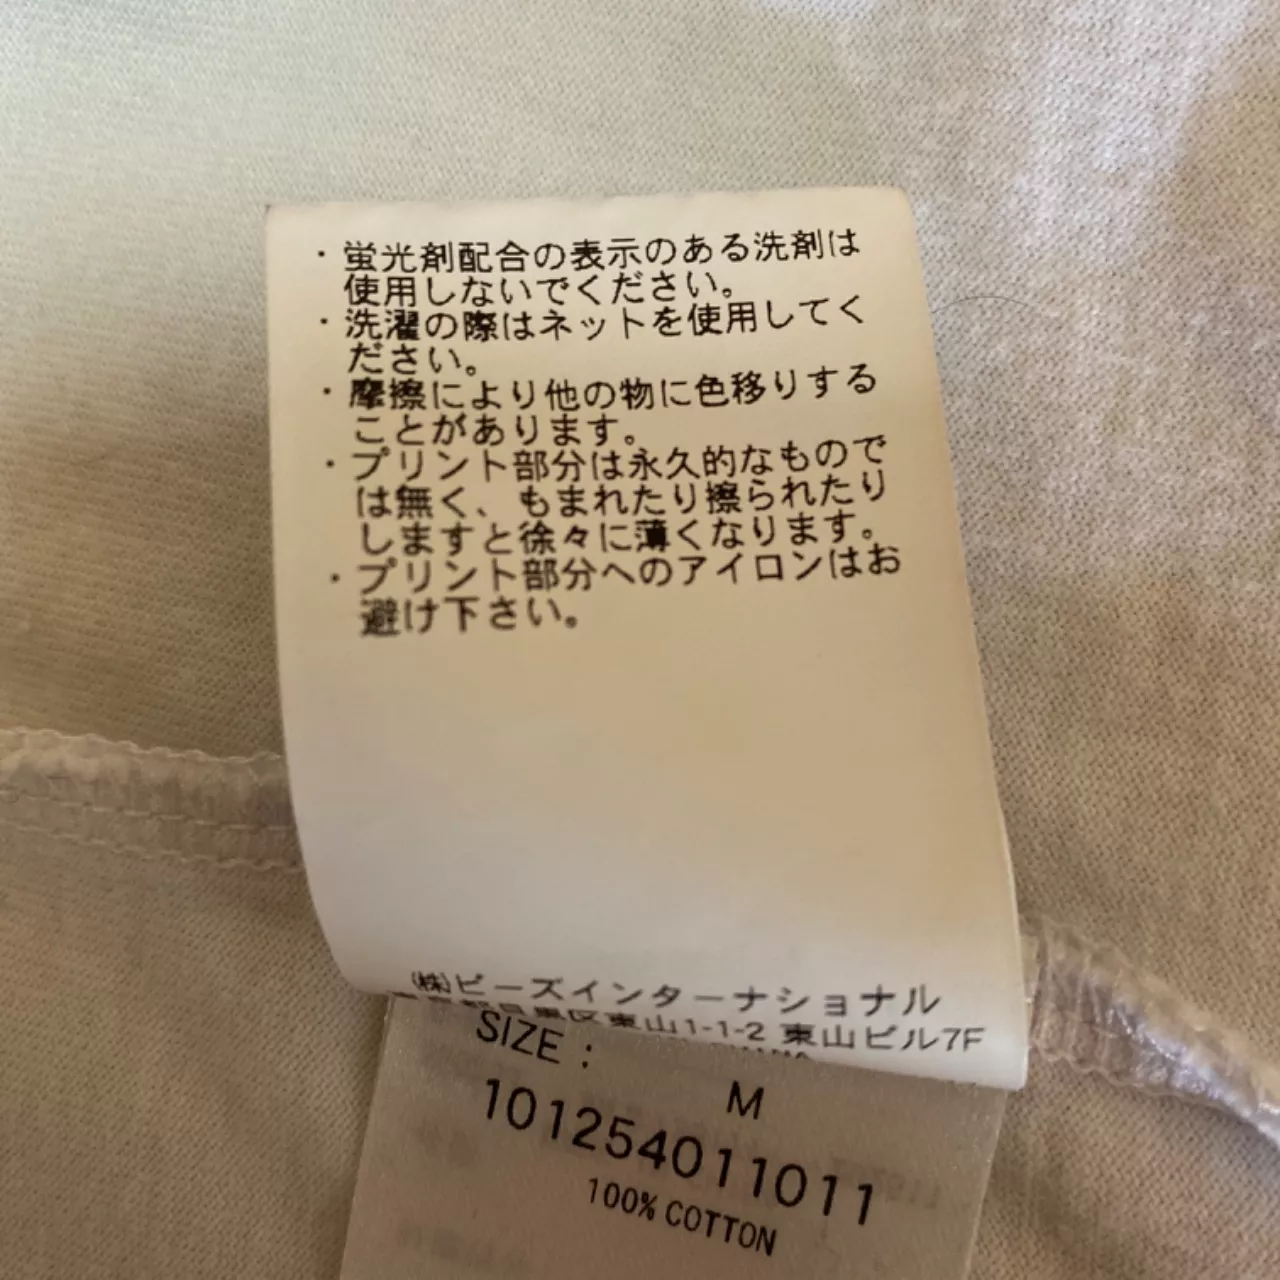 ・蛍光剤配合の表示のある洗剤は
使用しないでください。
・洗濯の際はネットを使用してく
ださい。
・摩擦により他の物に色移りする
ことがあります。
・プリント部分は永久的なもので
は無く、もまれたり擦られたり
しますと徐々に薄くなります。
・プリント部分へのアイロンはお
避け下さい。
(株)ビーズインターナショナル
東京都目黒区東山1-1-2 東山ビル7F
SIZE :
M
101254011011
100% COTTON